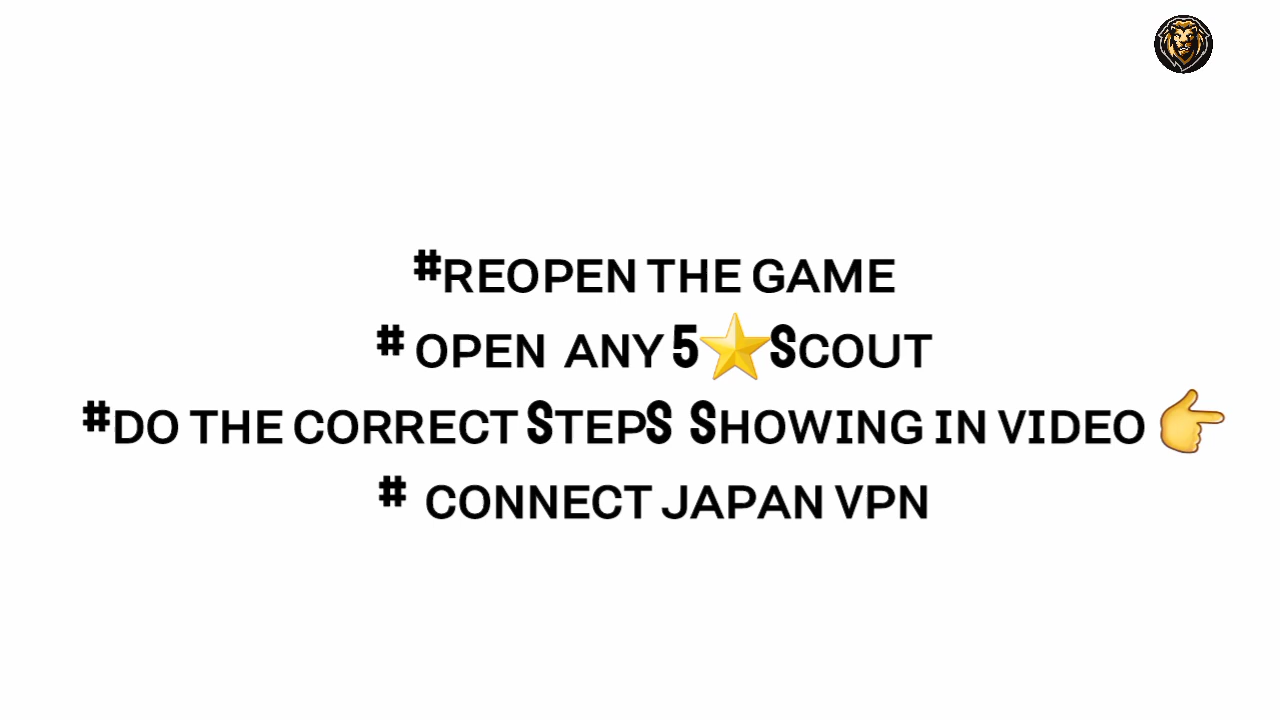 #REOPEN THE GAME
# OPEN ANY 5⭐SCOUT
#DO THE CORRECT STEPS SHOWING IN VIDEO 👉
# CONNECT JAPAN VPN